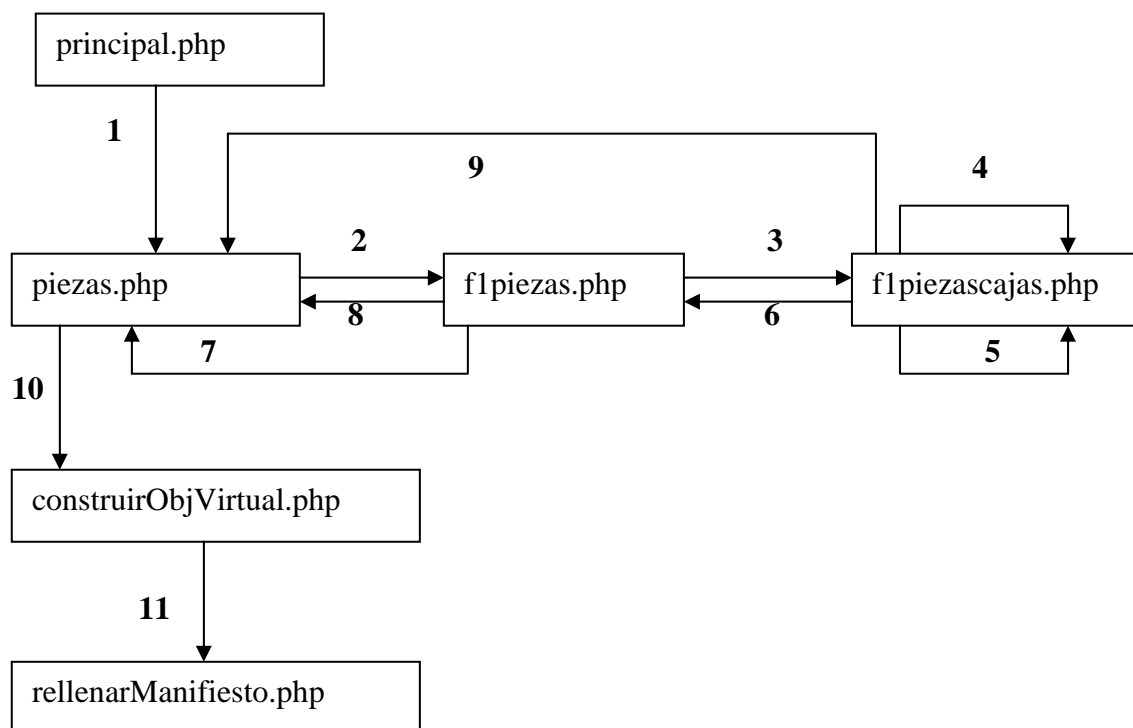 principal.php
1
9
4
2
3
piezas.php
f1piezas.php
f1piezascajas.php
8
6
7
5
10
construirObjVirtual.php
11
rellenarManifiesto.php